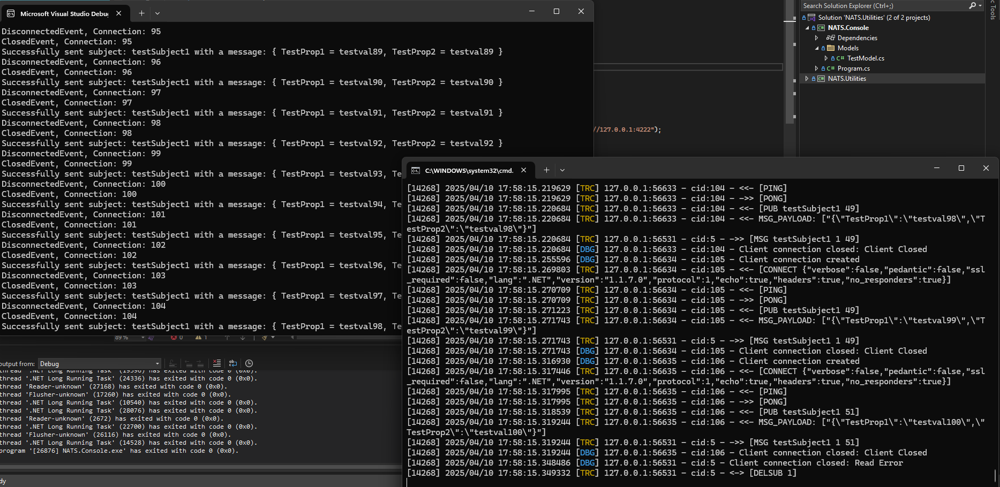 Microsoft Visual Studio Debug
DisconnectedEvent, Connection: 95
ClosedEvent, Connection: 95
Successfully sent subject: testSubject1 with a message: { TestProp1 = testval89, TestProp2 = testval89 }
DisconnectedEvent, Connection: 96
ClosedEvent, Connection: 96
Successfully sent subject: testSubject1 with a message: { TestProp1 = testval90, TestProp2 = testval90 }
DisconnectedEvent, Connection: 97
ClosedEvent, Connection: 97
Successfully sent subject: testSubject1 with a message: { TestProp1 = testval91, TestProp2 = testval91 }
DisconnectedEvent, Connection: 98
ClosedEvent, Connection: 98
Successfully sent subject: testSubject1 with a message: { TestProp1 = testval92, TestProp2 = testval92 }
DisconnectedEvent, Connection: 99
ClosedEvent, Connection: 99
Successfully sent subject: testSubject1 with a message: { TestProp1 = testval93, Te
DisconnectedEvent, Connection: 100
ClosedEvent, Connection: 100
Successfully sent subject: testSubject1 with a message: { TestProp1 = testval94, Te
DisconnectedEvent, Connection: 101
ClosedEvent, Connection: 101
Successfully sent subject: testSubject1 with a message: { TestProp1 = testval95, Te
DisconnectedEvent, Connection: 102
ClosedEvent, Connection: 102
Successfully sent subject: testSubject1 with a message: { TestProp1 = testval96, Te
DisconnectedEvent, Connection: 103
ClosedEvent, Connection: 103
Successfully sent subject: testSubject1 with a message: { TestProp1 = testval97, Te
DisconnectedEvent, Connection: 104
ClosedEvent, Connection: 104
Successfully sent subject: testSubject1 with a message: { TestProp1 = testval98, Te
//127.0.0.1:4222");
Search Solution Explorer (Ctrl+;)
Solution 'NATS.Utilities' (2 of 2 projects)
NATS.Console
Dependencies
Models
C# TestModel.cs
C# Program.cs
NATS.Utilities
c Tools
C:\WINDOWS\system32\cmd.
[14268] 2025/04/10 17:58:15.219629 [TRC] 127.0.0.1:56633 - cid:104 - <<- [PING]
[14268] 2025/04/10 17:58:15.219629 [TRC] 127.0.0.1:56633 - cid:104 - ->> [PONG]
[14268] 2025/04/10 17:58:15.220684 [TRC] 127.0.0.1:56633 - cid:104 - <<- [PUB testSubject1 49]
[14268] 2025/04/10 17:58:15.220684 [TRC] 127.0.0.1:56633 - cid:104 - <<- MSG_PAYLOAD: ["{\"TestProp1\":\"testval98\",\"T
estProp2\":\"testval98\"}"]
[14268] 2025/04/10 17:58:15.220684 [TRC] 127.0.0.1:56531 - cid:5 - ->> [MSG testSubject1 1 49]
[14268] 2025/04/10 17:58:15.220684 [DBG] 127.0.0.1:56633 - cid:104 - Client connection closed: Client Closed
[14268] 2025/04/10 17:58:15.255596 [DBG] 127.0.0.1:56634 - cid:105 - Client connection created
[14268] 2025/04/10 17:58:15.269803 [TRC] 127.0.0.1:56634 - cid:105 - <<- [CONNECT {"verbose":false,"pedantic":false,"ssl
_required":false,"lang":".NET","version":"1.1.7.0","protocol":1,"echo":true,"headers":true,"no_responders":true}]
[14268] 2025/04/10 17:58:15.270709 [TRC] 127.0.0.1:56634 - cid:105 - <<- [PING]
[14268] 2025/04/10 17:58:15.270709 [TRC] 127.0.0.1:56634 - cid:105 - ->> [PONG]
[14268] 2025/04/10 17:58:15.271223 [TRC] 127.0.0.1:56634 - cid:105 - <<- [PUB testSubject1 49]
[14268] 2025/04/10 17:58:15.271743 [TRC] 127.0.0.1:56634 - cid:105 - <<- MSG_PAYLOAD: ["{\"TestProp1\":\"testval99\",\"T
estProp2\":\"testval99\"}"]
[14268] 2025/04/10 17:58:15.271743 [TRC] 127.0.0.1:56531 - cid:5 - ->> [MSG testSubject1 1 49]
[14268] 2025/04/10 17:58:15.271743 [DBG] 127.0.0.1:56634 - cid:105 - Client connection closed: Client Closed
[14268] 2025/04/10 17:58:15.316930 [DBG] 127.0.0.1:56635 - cid:106 - Client connection created
[14268] 2025/04/10 17:58:15.317446 [TRC] 127.0.0.1:56635 - cid:106 - <<- [CONNECT {"verbose":false,"pedantic":false,"ssl
_required":false,"lang":".NET","version":"1.1.7.0","protocol":1,"echo":true,"headers":true,"no_responders":true}]
[14268] 2025/04/10 17:58:15.317995 [TRC] 127.0.0.1:56635 - cid:106 - <<- [PING]
[14268] 2025/04/10 17:58:15.317995 [TRC] 127.0.0.1:56635 - cid:106 - ->> [PONG]
[14268] 2025/04/10 17:58:15.318539 [TRC] 127.0.0.1:56635 - cid:106 - <<- [PUB testSubject1 51]
[14268] 2025/04/10 17:58:15.319244 [TRC] 127.0.0.1:56635 - cid:106 - <<- MSG_PAYLOAD: ["{\"TestProp1\":\"testval100\",\"
TestProp2\":\"testval100\"}"]
[14268] 2025/04/10 17:58:15.319244 [TRC] 127.0.0.1:56531 - cid:5 - ->> [MSG testSubject1 1 51]
[14268] 2025/04/10 17:58:15.319244 [DBG] 127.0.0.1:56635 - cid:106 - Client connection closed: Client Closed
[14268] 2025/04/10 17:58:15.348486 [DBG] 127.0.0.1:56531 - cid:5 - Client connection closed: Read Error
[14268] 2025/04/10 17:58:15.349332 [TRC] 127.0.0.1:56531 - cid:5 - <-> [DELSUB 1]
89 % 0 1
output from: Debug
thread '.NET Long Running Task' (19396) has exited with code 0 (0x0).
thread '.NET Long Running Task' (24336) has exited with code 0 (0x0).
thread 'Reader-unknown' (27168) has exited with code 0 (0x0).
thread 'Flusher-unknown' (17260) has exited with code 0 (0x0).
thread '.NET Long Running Task' (10540) has exited with code 0 (0x0).
thread '.NET Long Running Task' (28076) has exited with code 0 (0x0).
thread 'Reader-unknown' (2672) has exited with code 0 (0x0).
thread '.NET Long Running Task' (22700) has exited with code 0 (0x0).
thread 'Flusher-unknown' (26116) has exited with code 0 (0x0).
thread '.NET Long Running Task' (14528) has exited with code 0 (0x0).
program '[26876] NATS.Console.exe' has exited with code 0 (0x0).
dy